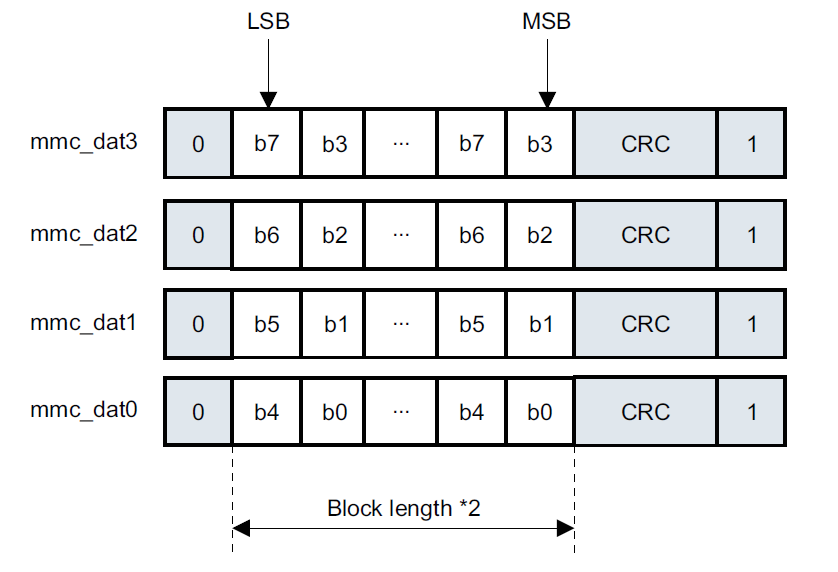 LSB MSB
mmc_dat3 0 b7 b3 ... b7 b3 CRC 1
mmc_dat2 0 b6 b2 ... b6 b2 CRC 1
mmc_dat1 0 b5 b1 ... b5 b1 CRC 1
mmc_dat0 0 b4 b0 ... b4 b0 CRC 1
Block length *2